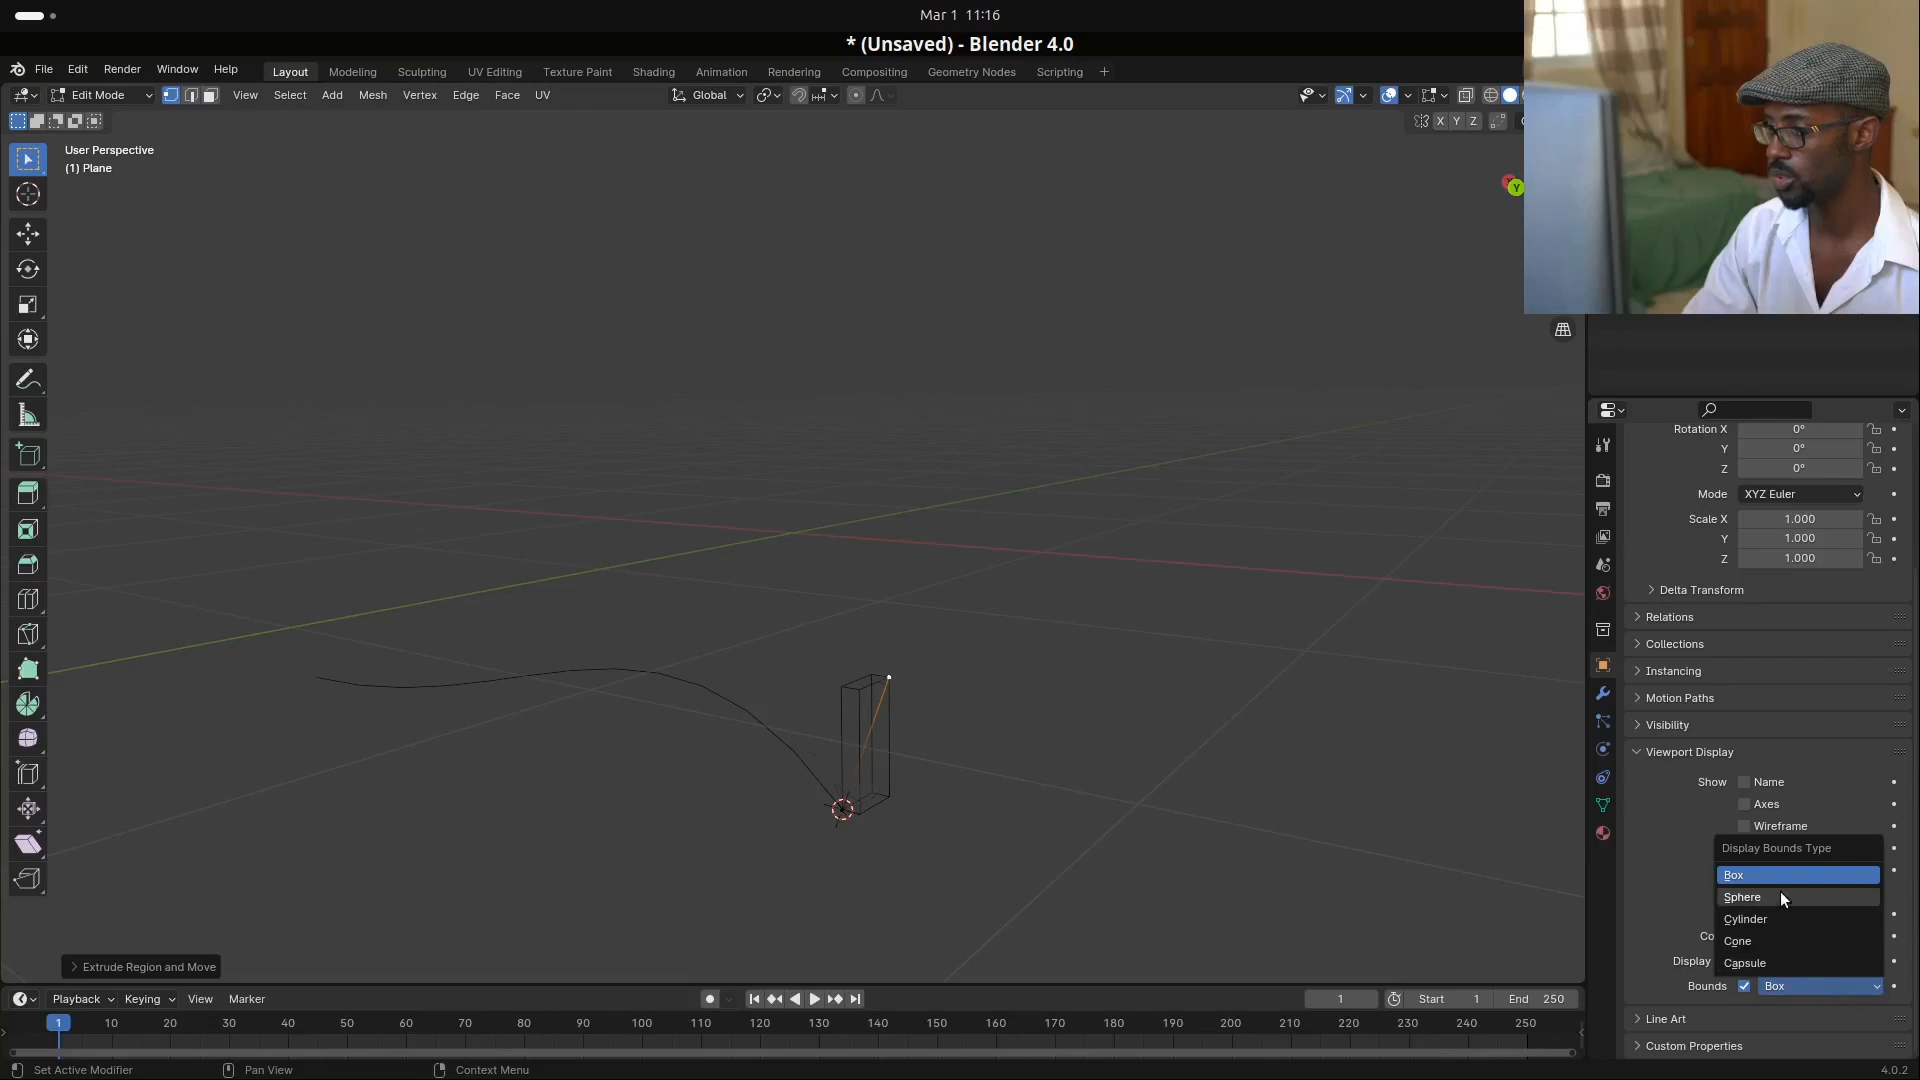 Mar 1 11:16
* (Unsaved) - Blender 4.0
File Edit Render Window Help Layout Modeling Sculpting UV Editing Texture Paint Shading Animation Rendering Compositing Geometry Nodes Scripting +
Edit Mode View Select Add Mesh Vertex Edge Face UV Global
X Y Z
User Perspective
(1) Plane
Y
Rotation X 0°
Y 0°
Z 0°
Mode XYZ Euler
Scale X 1.000
Y 1.000
Z 1.000
Delta Transform
Relations
Collections
Instancing
Motion Paths
Visibility
Viewport Display
Show Name
Axes
Wireframe
Display Bounds Type
Box
Sphere
Cylinder
Co
Cone
Display
Capsule
Bounds Box
Line Art
Custom Properties
Extrude Region and Move
Playback Keying View Marker 1 Start 1 End 250
1 10 20 30 40 50 60 70 80 90 100 110 120 130 140 150 160 170 180 190 200 210 220 230 240 250
Set Active Modifier Pan View Context Menu 4.0.2